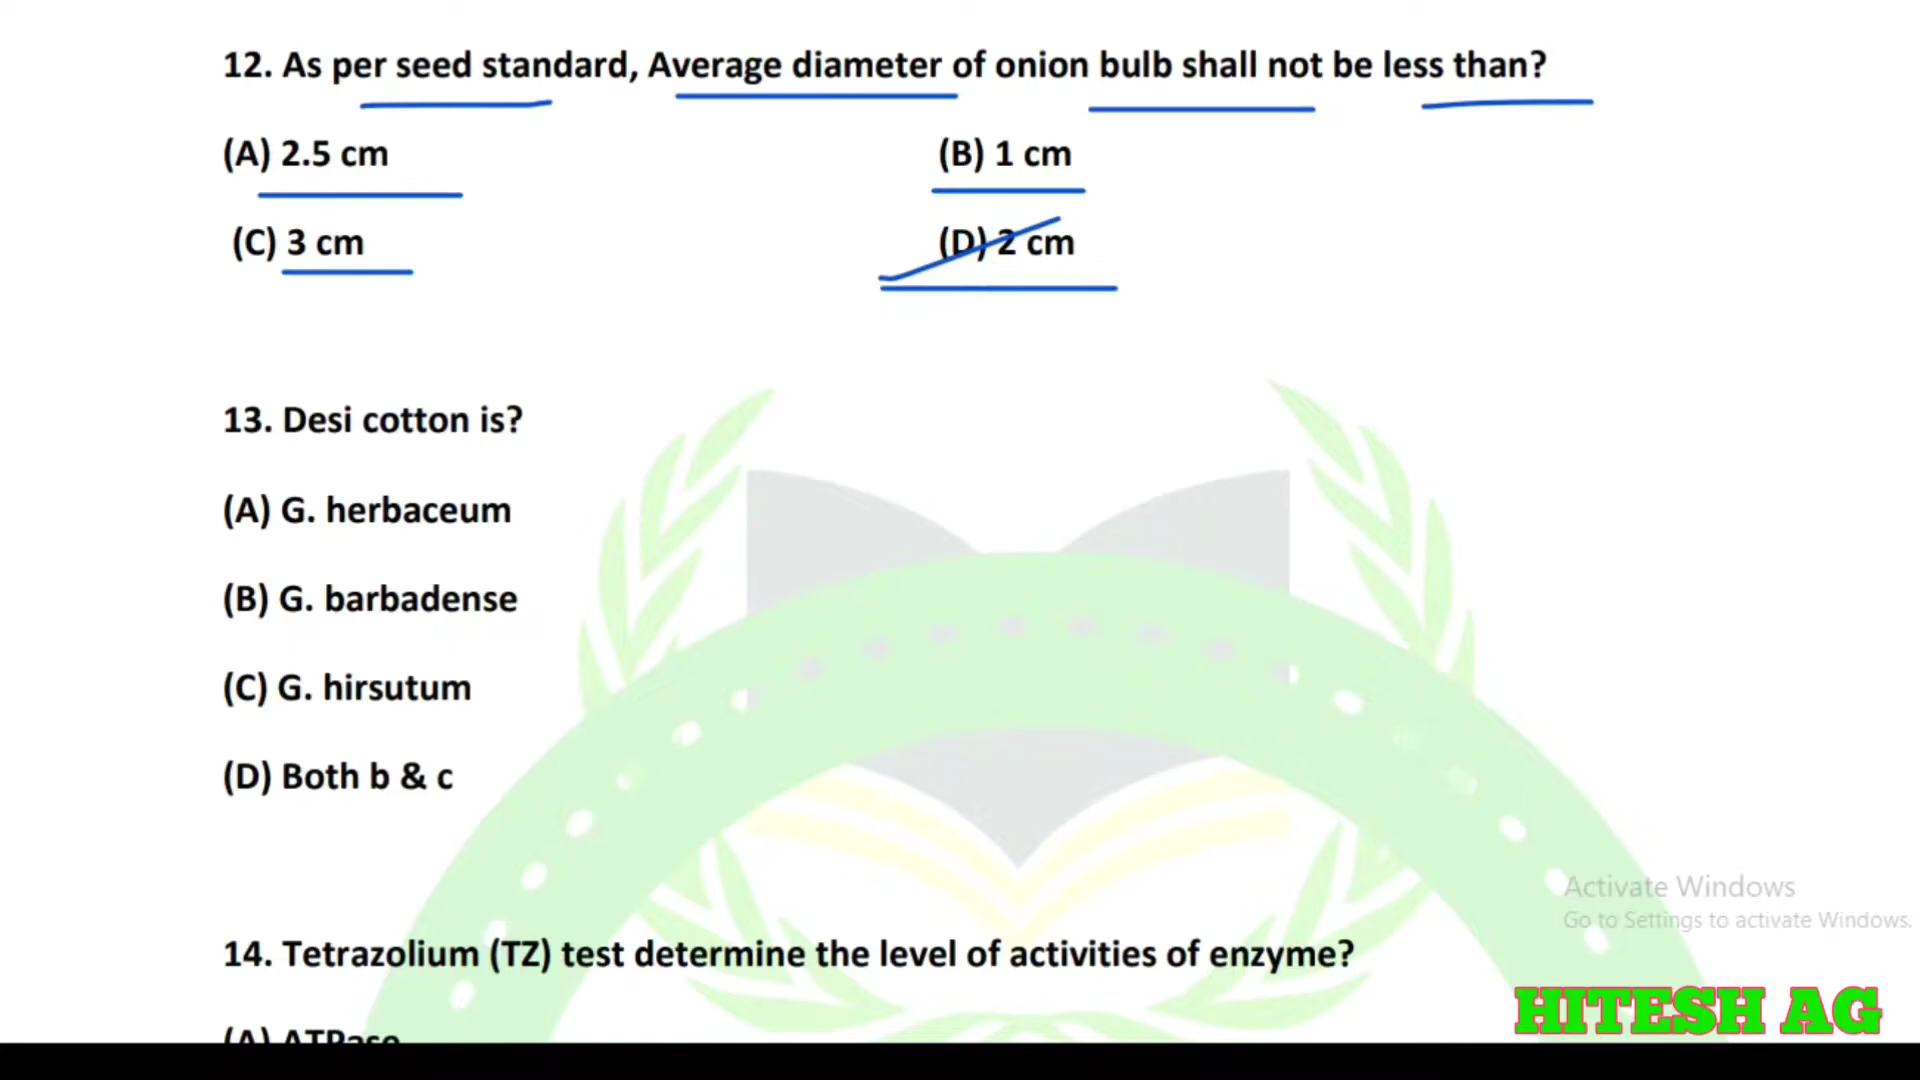 12. As per seed standard, Average diameter of onion bulb shall not be less than?
(A) 2.5 cm (B) 1 cm
(C) 3 cm (D) 2 cm
13. Desi cotton is?
(A) G. herbaceum
(B) G. barbadense
(C) G. hirsutum
(D) Both b & c
Activate Windows
Go to Settings to activate Windows.
14. Tetrazolium (TZ) test determine the level of activities of enzyme?
HITESH AG
(A) ATPase